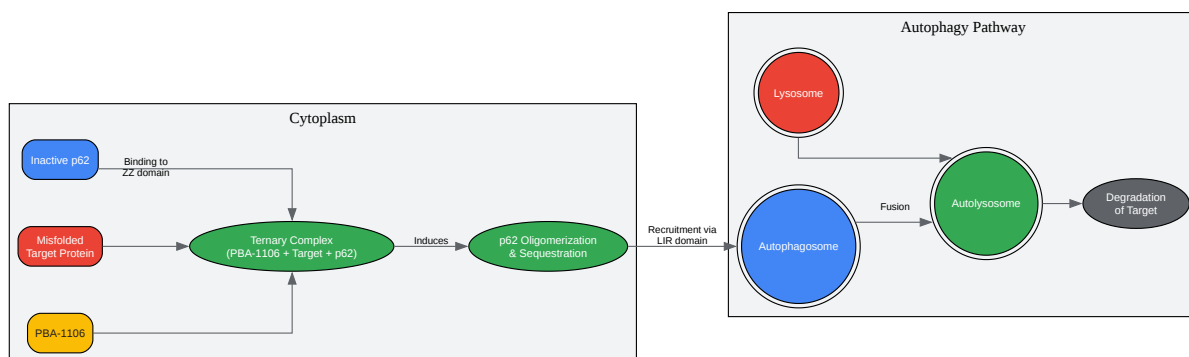 Cytoplasm
Inactive p62
Binding to
ZZ domain
Misfolded
Target Protein
PBA-1106
Ternary Complex
(PBA-1106 + Target + p62)
Induces
p62 Oligomerization
& Sequestration
Recruitment via
LIR domain
Autophagy Pathway
Lysosome
Autophagosome
Fusion
Autolysosome
Degradation
of Target